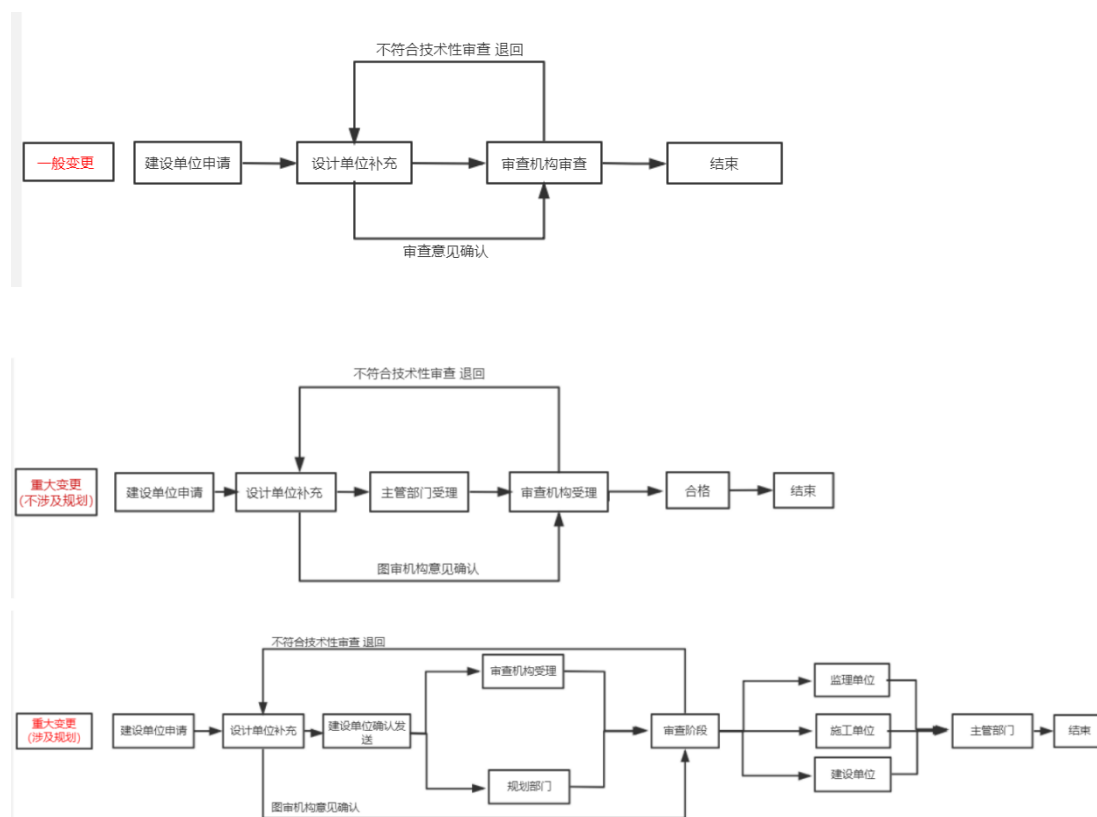 不符合技术性审查 退回
一般变更
建设单位申请
设计单位补充
审查机构审查
结束
审查意见确认
不符合技术性审查 退回
重大变更
(不涉及规划)
建设单位申请
设计单位补充
主管部门受理
审查机构受理
合格
结束
图审机构意见确认
不符合技术性审查 退回
审查机构受理
监理单位
重大变更
(涉及规划)
建设单位申请
设计单位补充
建设单位确认发
送
审查阶段
施工单位
主管部门
结束
规划部门
建设单位
图审机构意见确认